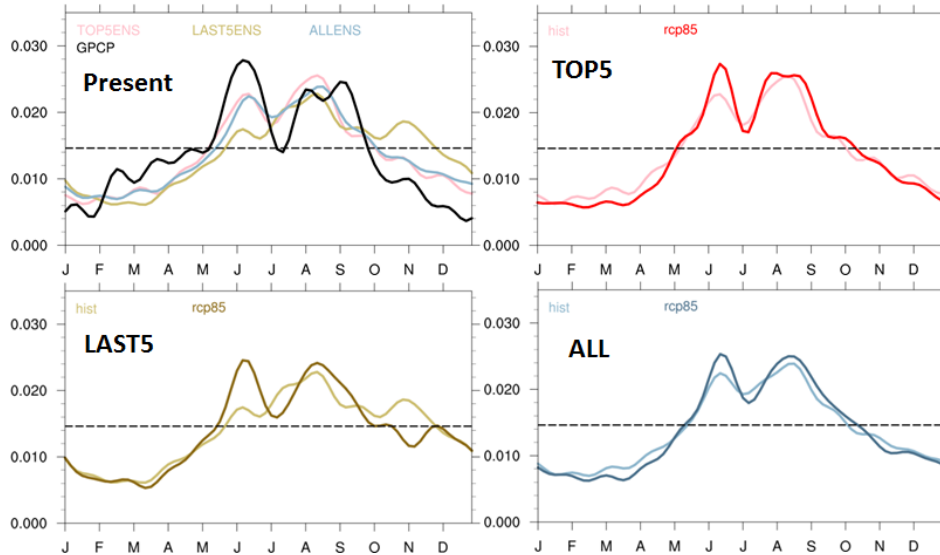 TOP5ENS LAST5ENS ALLENS
GPCP
Present
0.030
0.020
0.010
0.000
J F M A M J J A S O N D
hist rcp85
TOP5
0.030
0.020
0.010
0.000
J F M A M J J A S O N D
hist rcp85
LAST5
0.030
0.020
0.010
0.000
J F M A M J J A S O N D
hist rcp85
ALL
0.030
0.020
0.010
0.000
J F M A M J J A S O N D